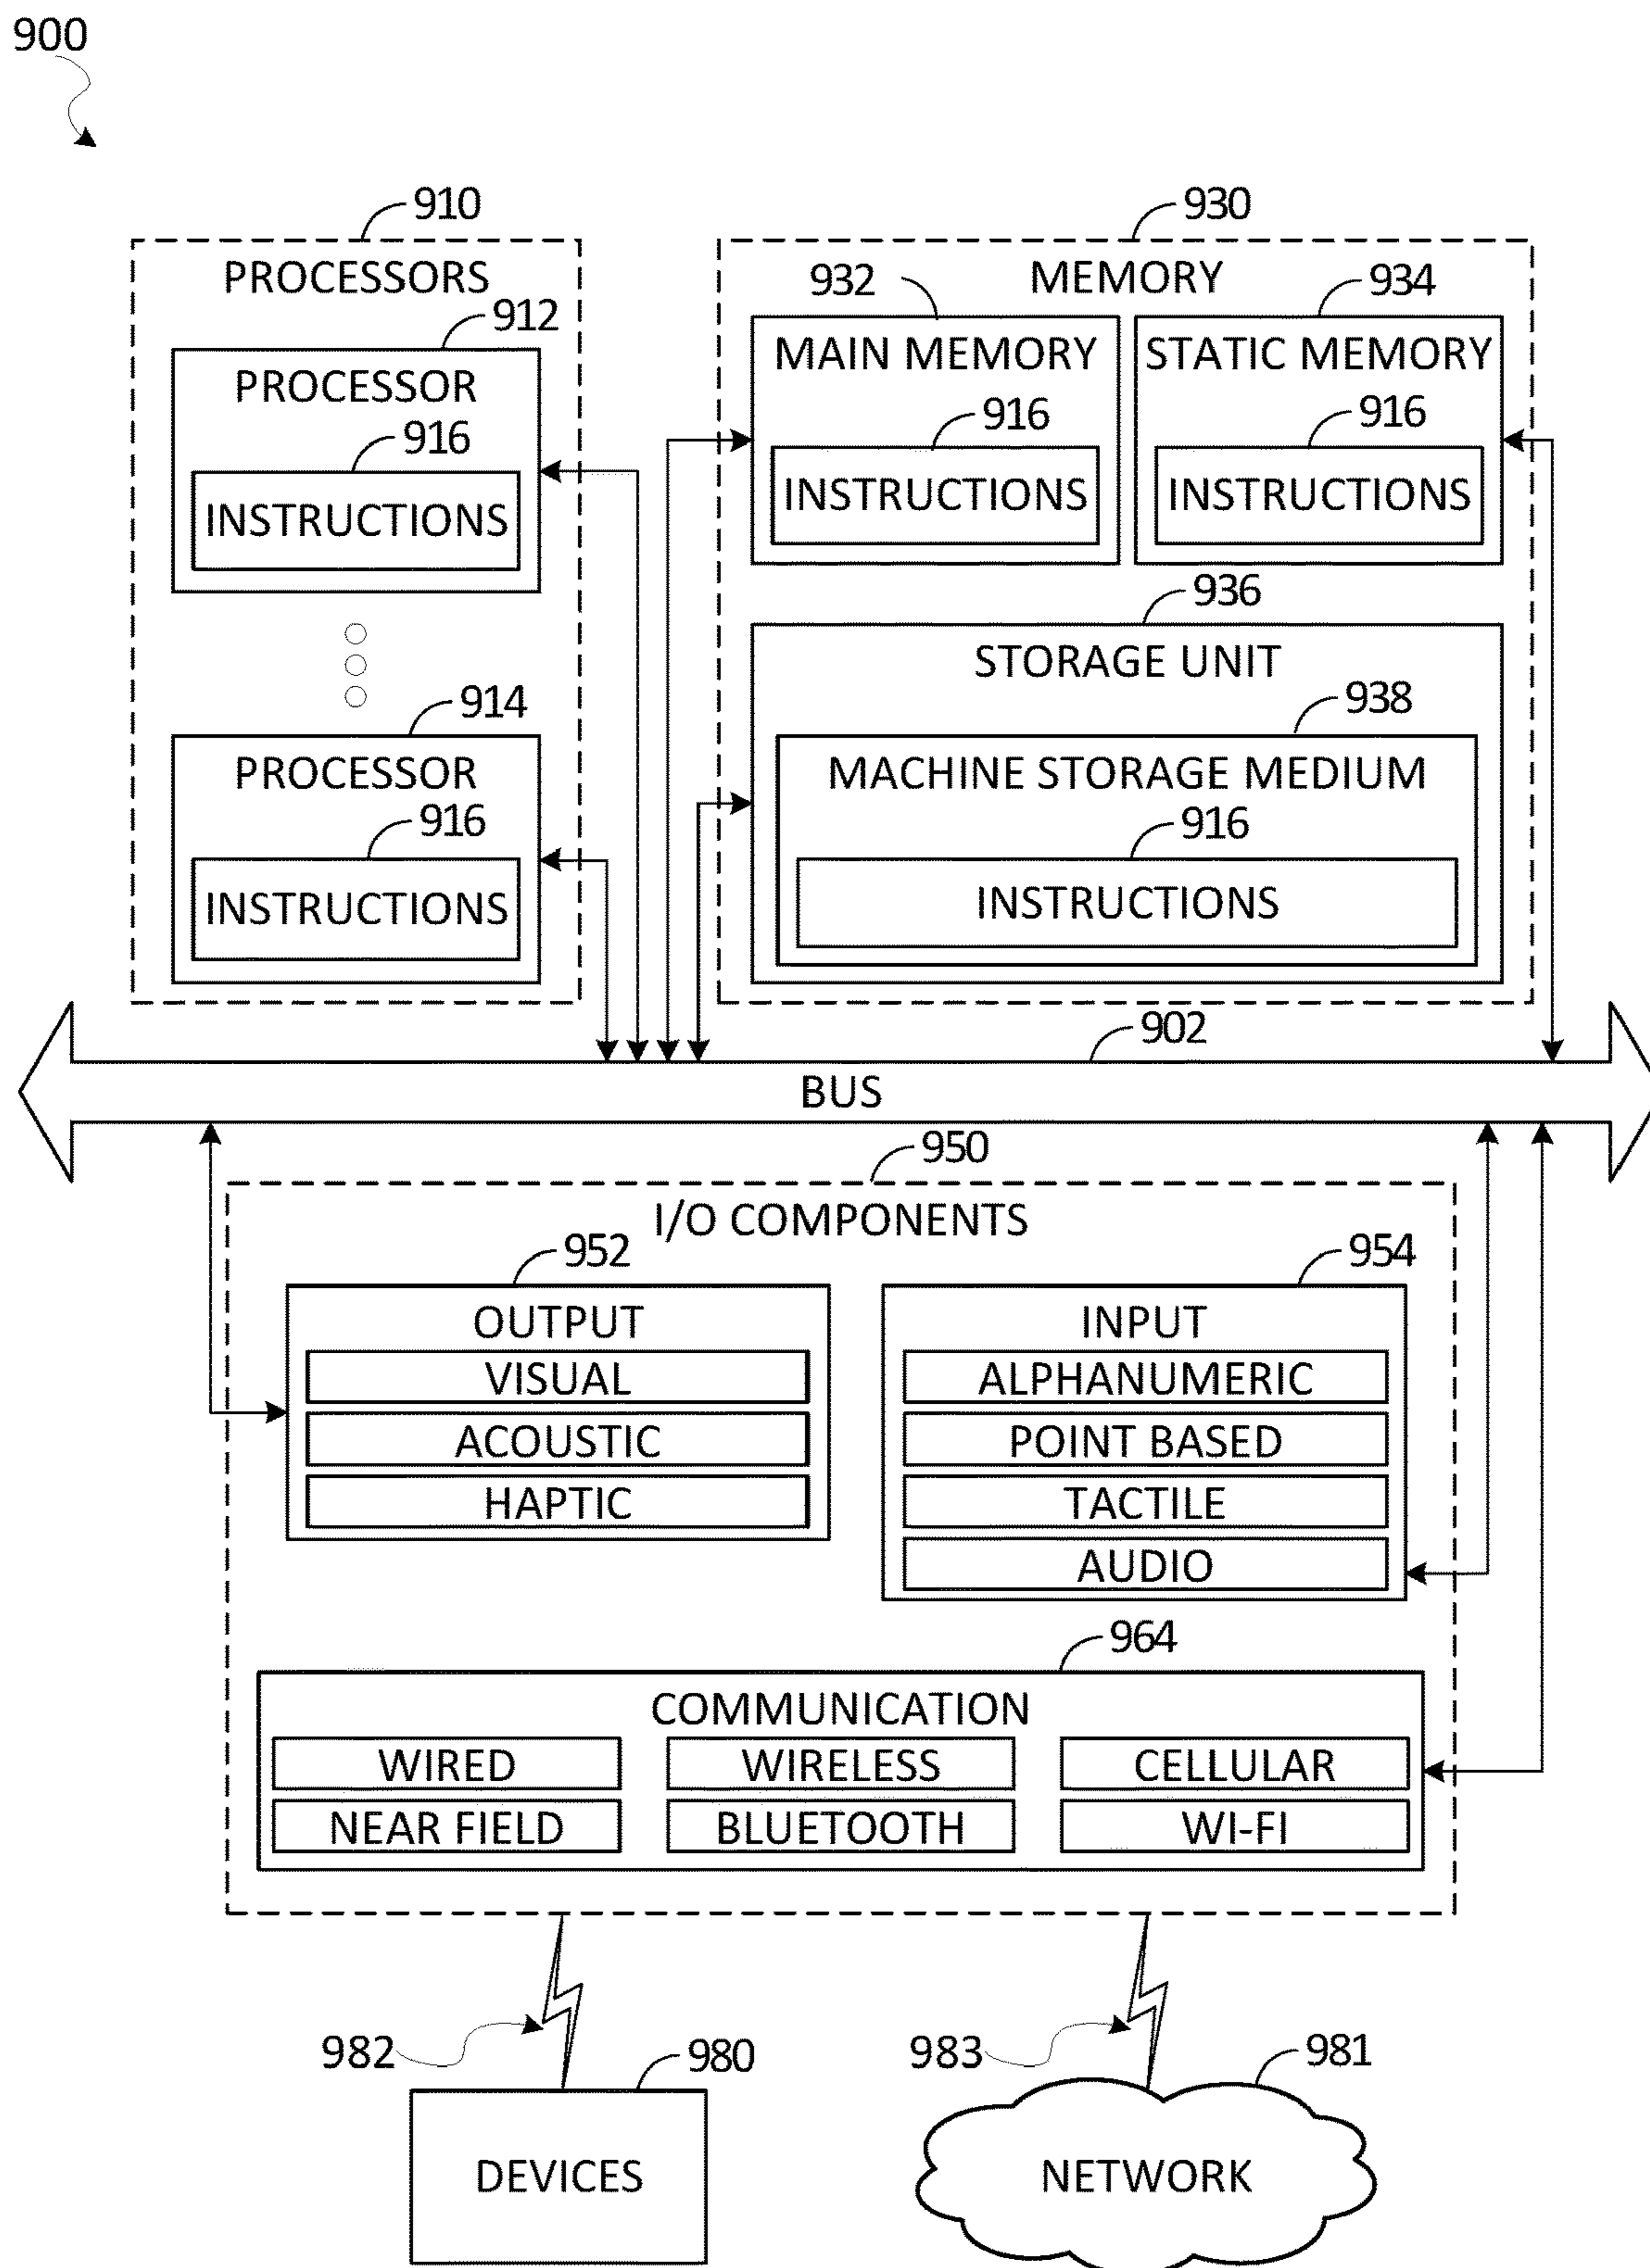 900
910
PROCESSORS
912
PROCESSOR
916
INSTRUCTIONS
914
PROCESSOR
916
INSTRUCTIONS
930
MEMORY
932
MAIN MEMORY
916
INSTRUCTIONS
934
STATIC MEMORY
916
INSTRUCTIONS
936
STORAGE UNIT
938
MACHINE STORAGE MEDIUM
916
INSTRUCTIONS
902
BUS
950
I/O COMPONENTS
952
OUTPUT
VISUAL
ACOUSTIC
HAPTIC
954
INPUT
ALPHANUMERIC
POINT BASED
TACTILE
AUDIO
964
COMMUNICATION
WIRED
WIRELESS
CELLULAR
NEAR FIELD
BLUETOOTH
WI-FI
982
980
DEVICES
983
981
NETWORK